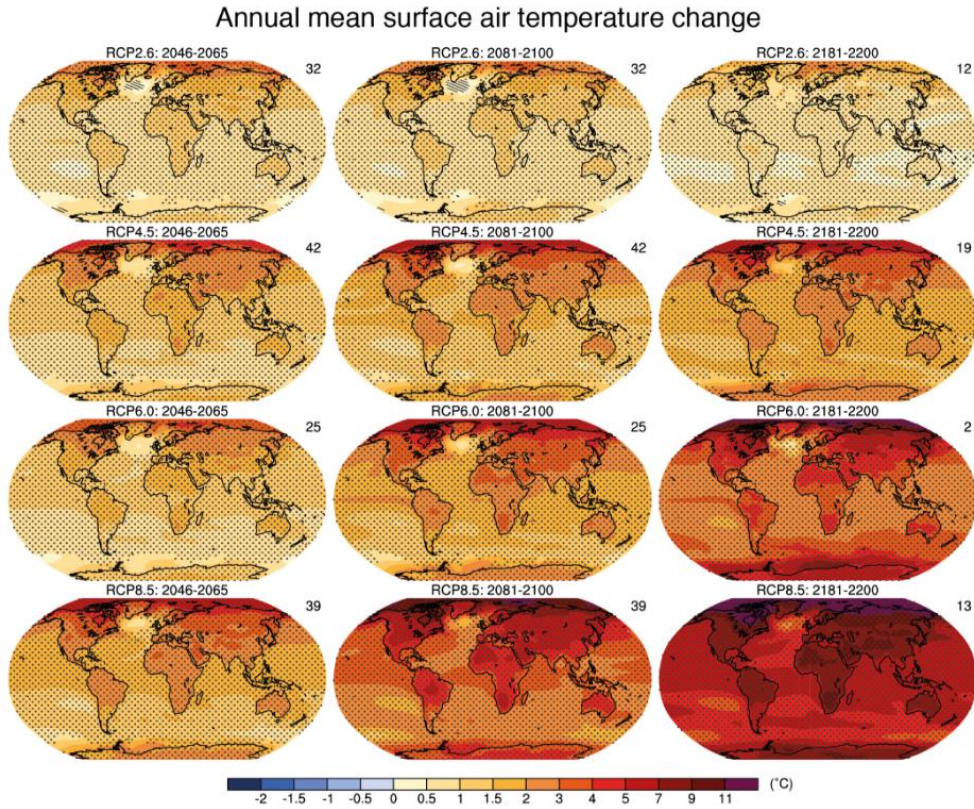 Annual mean surface air temperature change
RCP2.6: 2046-2065
32
RCP2.6: 2081-2100
32
RCP2.6: 2181-2200
12
RCP4.5: 2046-2065
42
RCP4.5: 2081-2100
42
RCP4.5: 2181-2200
19
RCP6.0: 2046-2065
25
RCP6.0: 2081-2100
25
RCP6.0: 2181-2200
2
RCP8.5: 2046-2065
39
RCP8.5: 2081-2100
39
RCP8.5: 2181-2200
13
-2 -1.5 -1 -0.5 0 0.5 1 1.5 2 3 4 5 7 9 11 (°C)